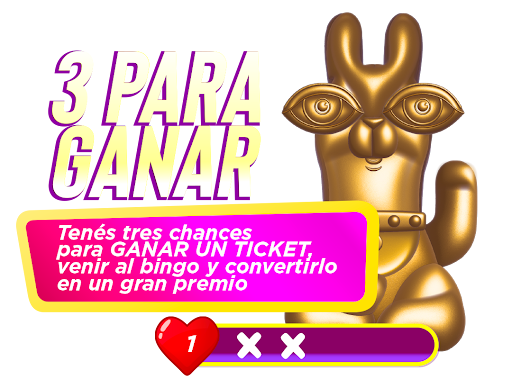 3 PARA
GANAR
Tenés tres chances
para GANAR UN TICKET,
venir al bingo y convertirlo
en un gran premio
1